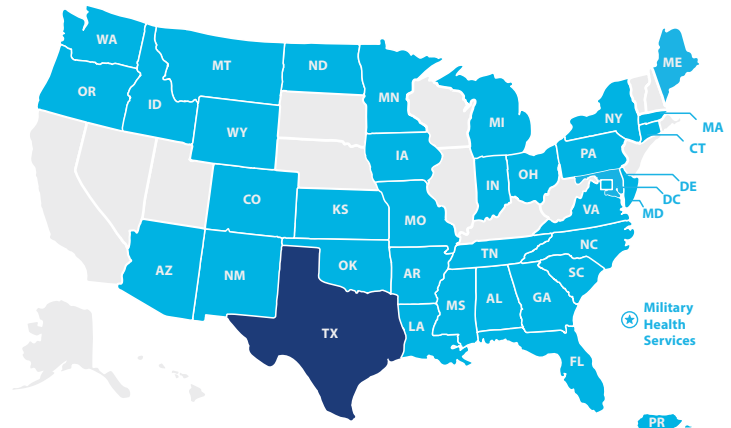 WA
MT
ND
ME
OR
ID
MN
WY
MI
NY
MA
CT
IA
PA
CO
IN
OH
DE
DC
KS
MO
VA
MD
AZ
NM
OK
AR
TN
NC
SC
MS
AL
GA
LA
TX
FL
Military
Health
Services
PR